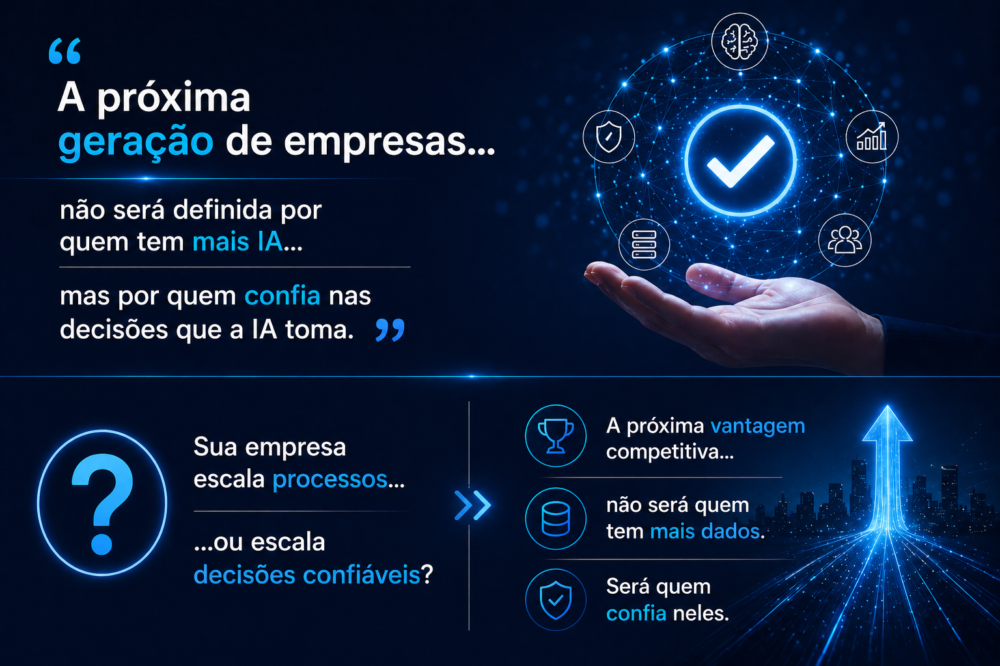 “
A próxima
geração de empresas...
não será definida por
quem tem mais IA...
mas por quem confia nas
decisões que a IA toma. ”
?
Sua empresa
escala processos...
...ou escala
decisões confiáveis?
A próxima vantagem
competitiva...
não será quem
tem mais dados.
Será quem
confia neles.